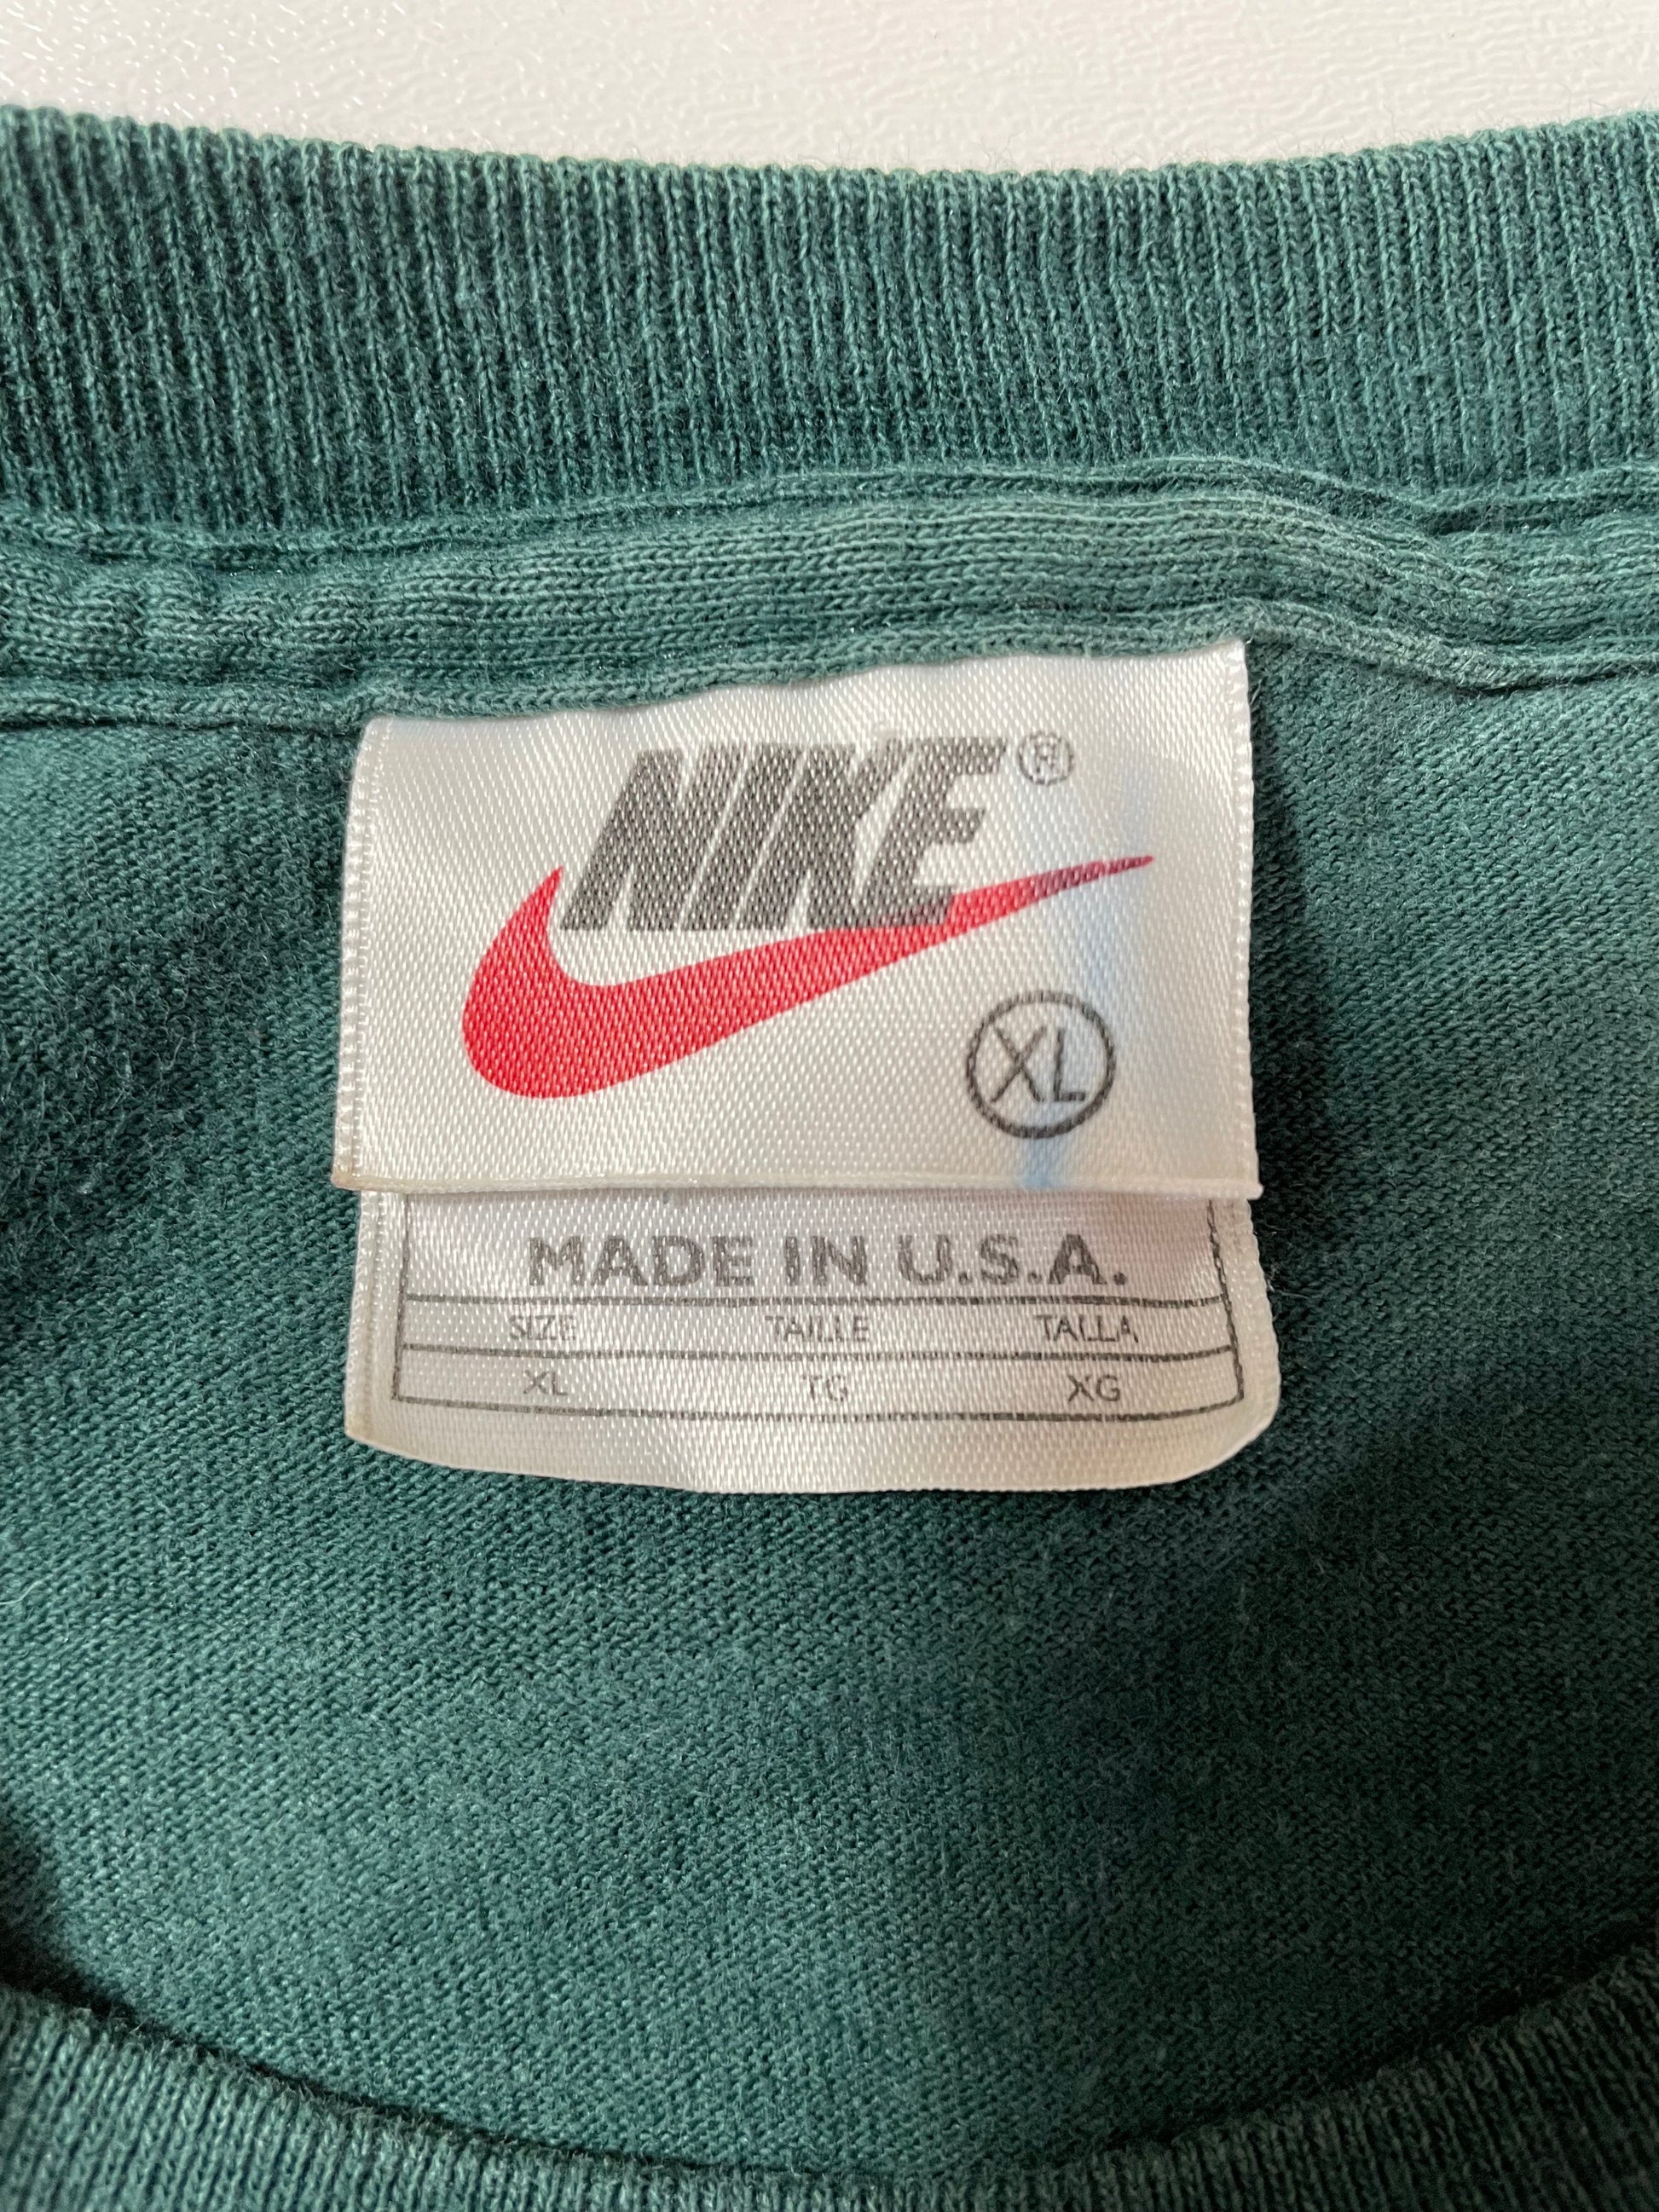 NIKE®
XL
MADE IN U.S.A.
SIZE TAILLE TALLA
XL TG XG